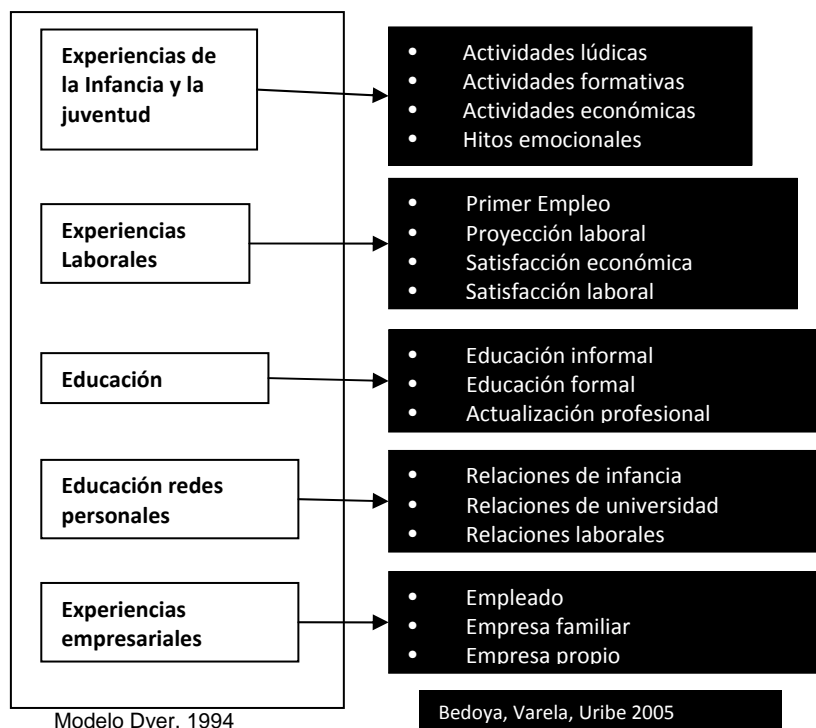 Experiencias de
la Infancia y la
juventud
• Actividades lúdicas
• Actividades formativas
• Actividades económicas
• Hitos emocionales
Experiencias
Laborales
• Primer Empleo
• Proyección laboral
• Satisfacción económica
• Satisfacción laboral
Educación
• Educación informal
• Educación formal
• Actualización profesional
Educación redes
personales
• Relaciones de infancia
• Relaciones de universidad
• Relaciones laborales
Experiencias
empresariales
• Empleado
• Empresa familiar
• Empresa propio
Modelo Dyer, 1994
Bedoya, Varela, Uribe 2005